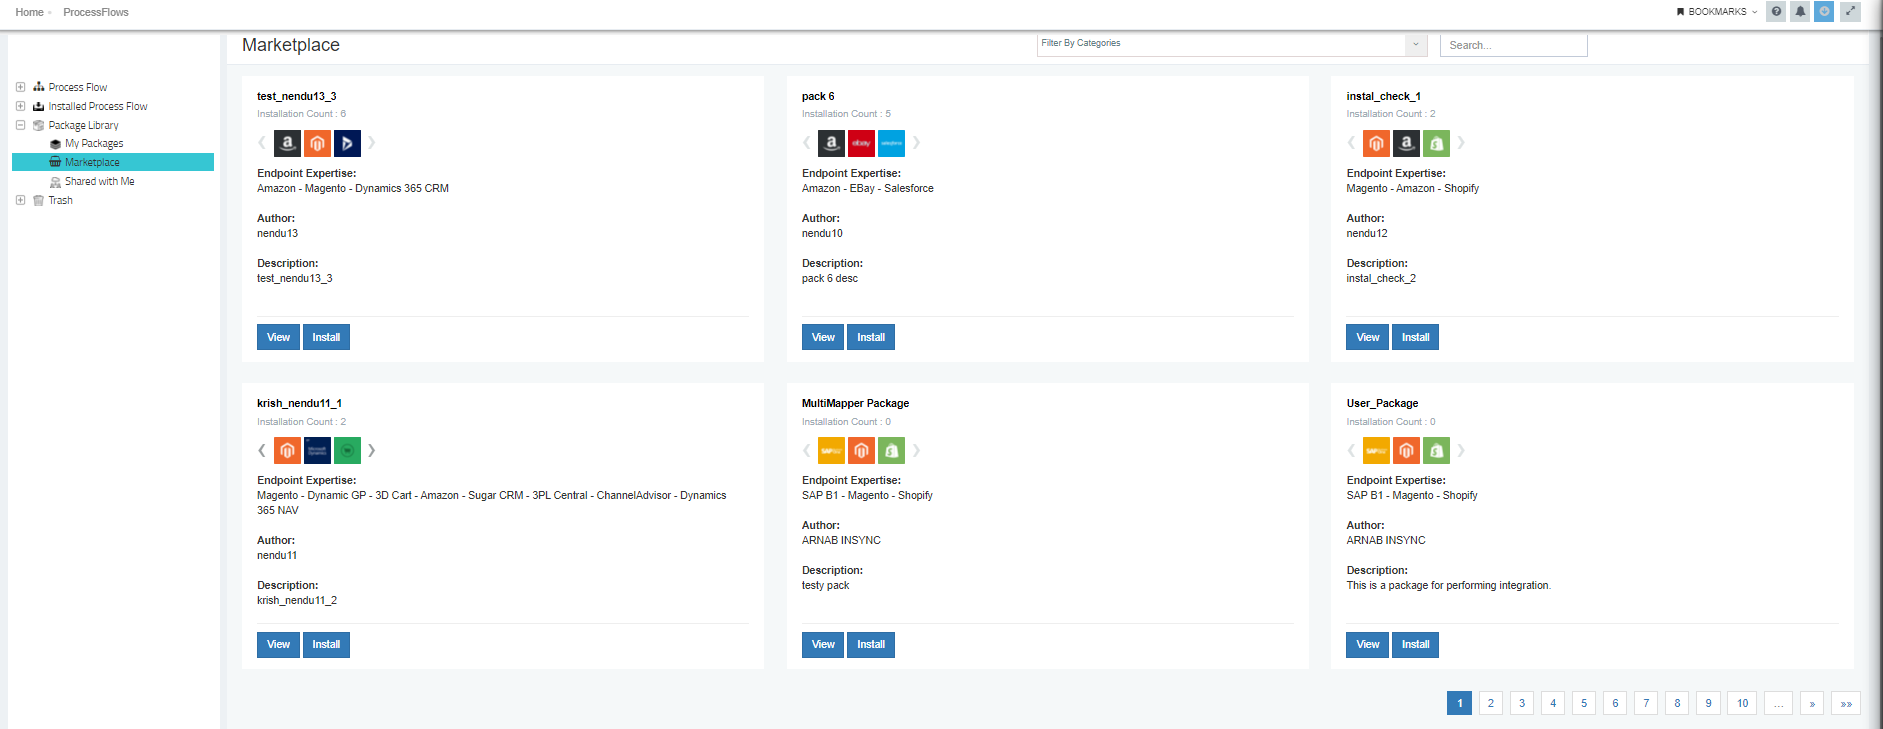 Home ProcessFlows
BOOKMARKS
Marketplace
Filter By Categories
Search...
Process Flow
Installed Process Flow
Package Library
My Packages
Marketplace
Shared with Me
Trash
test_nendu13_3
Installation Count : 6
Endpoint Expertise:
Amazon - Magento - Dynamics 365 CRM
Author:
nendu13
Description:
test_nendu13_3
View Install
pack 6
Installation Count : 5
ebay
Endpoint Expertise:
Amazon - EBay - Salesforce
Author:
nendu10
Description:
pack 6 desc
View Install
instal_check_1
Installation Count : 2
Endpoint Expertise:
Magento - Amazon - Shopify
Author:
nendu12
Description:
instal_check_2
View Install
krish_nendu11_1
Installation Count : 2
Endpoint Expertise:
Magento - Dynamic GP - 3D Cart - Amazon - Sugar CRM - 3PL Central - ChannelAdvisor - Dynamics
365 NAV
Author:
nendu11
Description:
krish_nendu11_2
View Install
MultiMapper Package
Installation Count : 0
Endpoint Expertise:
SAP B1 - Magento - Shopify
Author:
ARNAB INSYNC
Description:
testy pack
View Install
User_Package
Installation Count : 0
Endpoint Expertise:
SAP B1 - Magento - Shopify
Author:
ARNAB INSYNC
Description:
This is a package for performing integration.
View Install
1 2 3 4 5 6 7 8 9 10 ... » »»